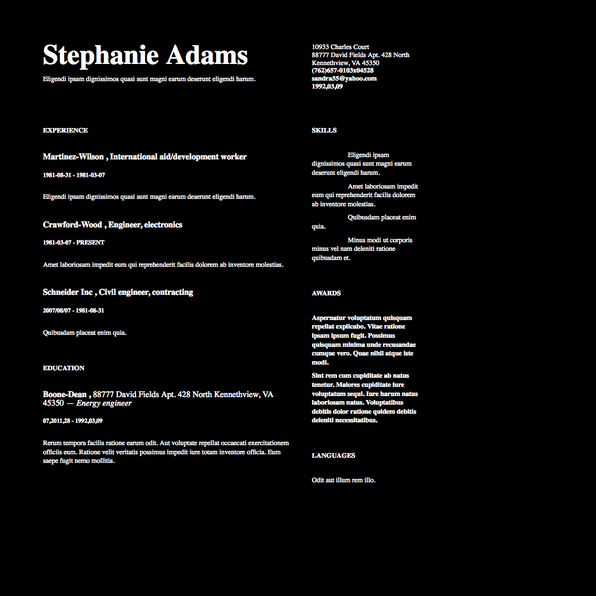 Stephanie Adams
Eligendi ipsam dignissimos quasi sunt magni earum deserunt eligendi harum.
10933 Charles Court
88777 David Fields Apt. 428 North
Kennethview, VA 45350
(762)657-0103x04528
sandra55@yahoo.com
1992,03,09
EXPERIENCE
Martinez-Wilson , International aid/development worker
1981-08-31 - 1981-03-07
Eligendi ipsam dignissimos quasi sunt magni earum deserunt eligendi harum.
Crawford-Wood , Engineer, electronics
1981-03-07 - PRESENT
Amet laboriosam impedit eum qui reprehenderit facilis dolorem ab inventore molestias.
Schneider Inc , Civil engineer, contracting
2007/08/07 - 1981-08-31
Quibusdam placeat enim quia.
EDUCATION
Boone-Dean , 88777 David Fields Apt. 428 North Kennethview, VA
45350 — Energy engineer
07,2011,28 - 1992,03,09
Rerum tempora facilis ratione earum odit. Aut voluptate repellat occaecati exercitationem
officiis eum. Ratione velit veritatis possimus impedit iure totam inventore officia. Eum
saepe fugit nemo mollitia.
SKILLS
Eligendi ipsam
dignissimos quasi sunt magni earum
deserunt eligendi harum.
Amet laboriosam impedit
eum qui reprehenderit facilis dolorem
ab inventore molestias.
Quibusdam placeat enim
quia.
Minus modi ut corporis
minus vel nam deleniti ratione
quibusdam et.
AWARDS
Aspernatur voluptatum quisquam
repellat explicabo. Vitae ratione
ipsam ipsum fugit. Possimus
quisquam minima unde recusandae
cumque vero. Quae nihil atque iste
modi.
Sint rem cum cupiditate ab natus
tenetur. Maiores cupiditate iure
voluptatum sequi. Iure harum natus
laboriosam natus. Voluptatibus
debitis dolor ratione quidem debitis
deleniti necessitatibus.
LANGUAGES
Odit aut illum rem illo.